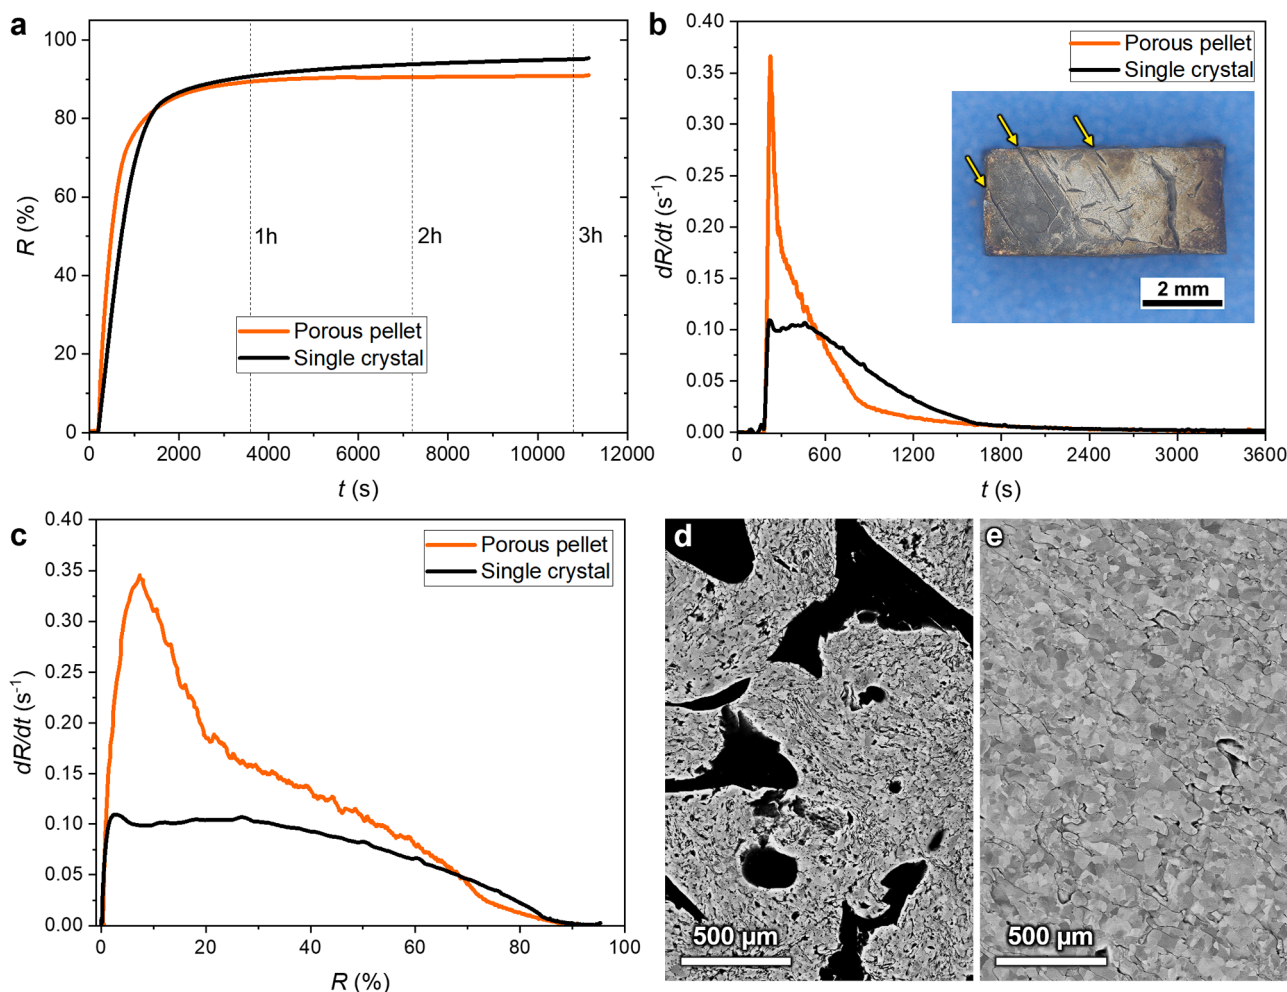 a
100
80
60
40
20
0
R (%)
1h
2h
3h
Porous pellet
Single crystal
0 2000 4000 6000 8000 10000 12000
t (s)
b
0.40
0.35
0.30
0.25
0.20
0.15
0.10
0.05
0.00
dR/dt (s-1)
Porous pellet
Single crystal
2 mm
0 600 1200 1800 2400 3000 3600
t (s)
c
0.40
0.35
0.30
0.25
0.20
0.15
0.10
0.05
0.00
dR/dt (s-1)
Porous pellet
Single crystal
0 20 40 60 80 100
R (%)
d
500 µm
e
500 µm